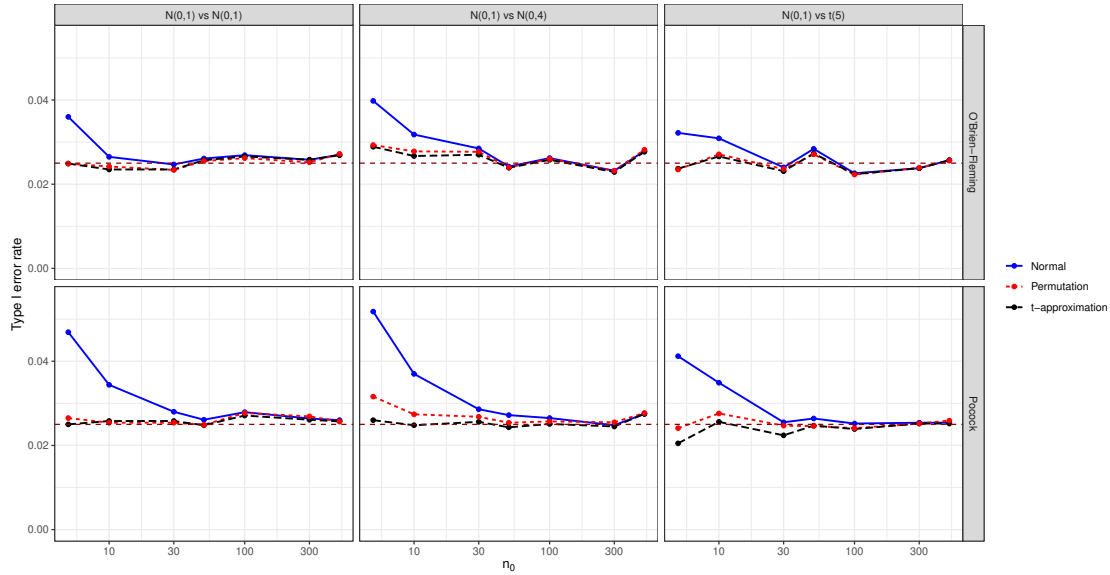 N(0,1) vs N(0,1)
N(0,1) vs N(0,4)
N(0,1) vs t(5)
O'Brien−Fleming
Pocock
Type I error rate
0.04
0.02
0.00
0.04
0.02
0.00
10 30 100 300
10 30 100 300
10 30 100 300
n0
Normal
Permutation
t−approximation